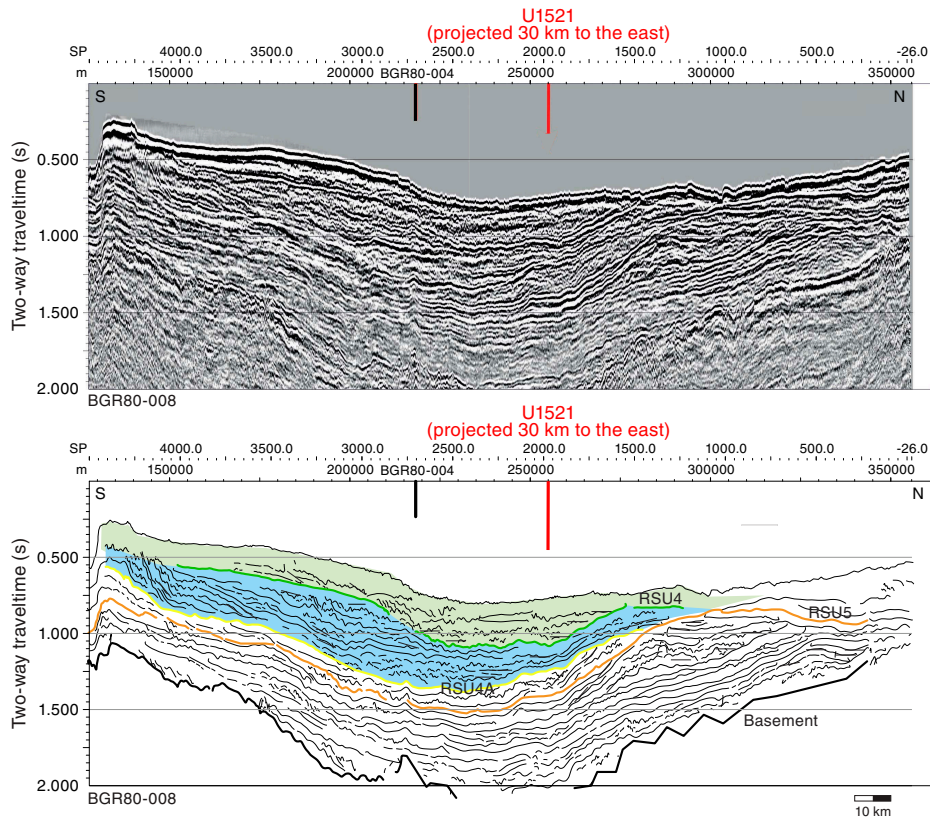 U1521
(projected 30 km to the east)
SP 4000.0 3500.0 3000.0 2500.0 2000.0 1500.0 1000.0 500.0 -26.0
m 150000 200000 BGR80-004 250000 300000 350000
S N
0.500
1.000
1.500
2.000
Two-way traveltime (s)
BGR80-008
U1521
(projected 30 km to the east)
SP 4000.0 3500.0 3000.0 2500.0 2000.0 1500.0 1000.0 500.0 -26.0
m 150000 200000 BGR80-004 250000 300000 350000
S N
0.500
RSU4
RSU5
1.000
RSU4A
1.500
Basement
2.000
Two-way traveltime (s)
BGR80-008
10 km